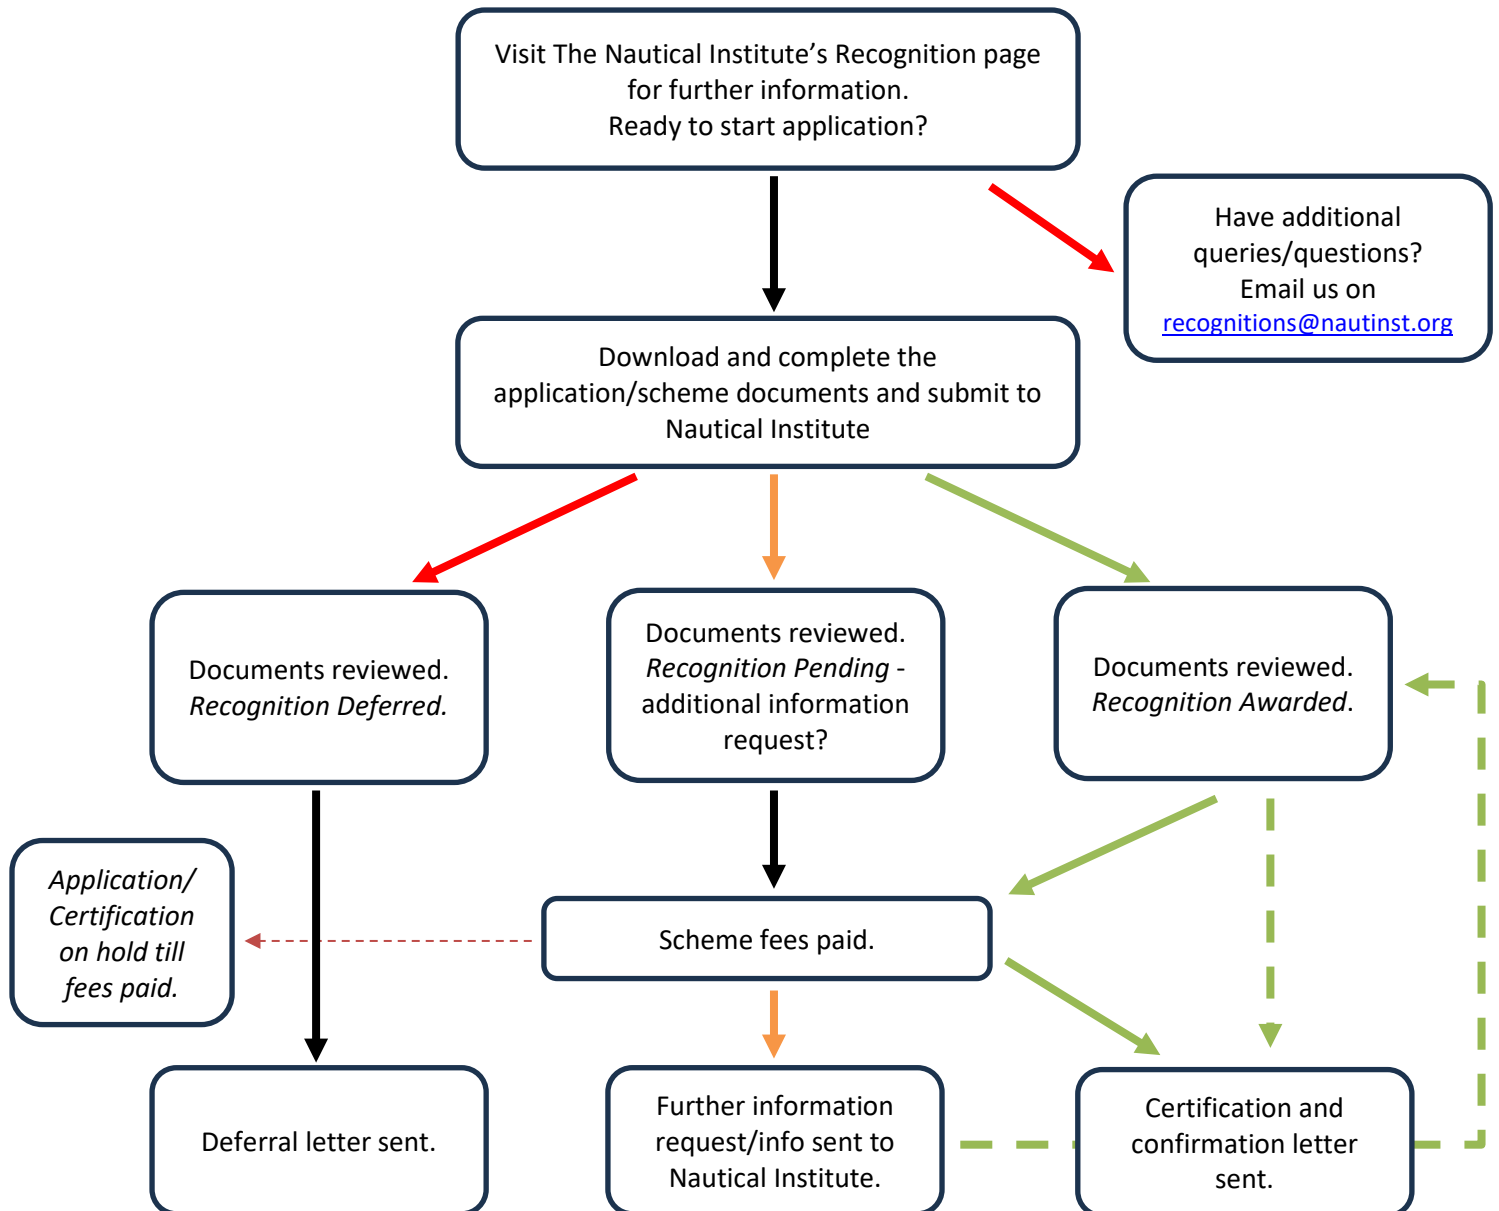 Visit The Nautical Institute’s Recognition page
for further information.
Ready to start application?
Have additional
queries/questions?
Email us on
recognitions@nautinst.org
Download and complete the
application/scheme documents and submit to
Nautical Institute
Documents reviewed.
Recognition Deferred.
Documents reviewed.
Recognition Pending -
additional information
request?
Documents reviewed.
Recognition Awarded.
Application/
Certification
on hold till
fees paid.
Scheme fees paid.
Deferral letter sent.
Further information
request/info sent to
Nautical Institute.
Certification and
confirmation letter
sent.